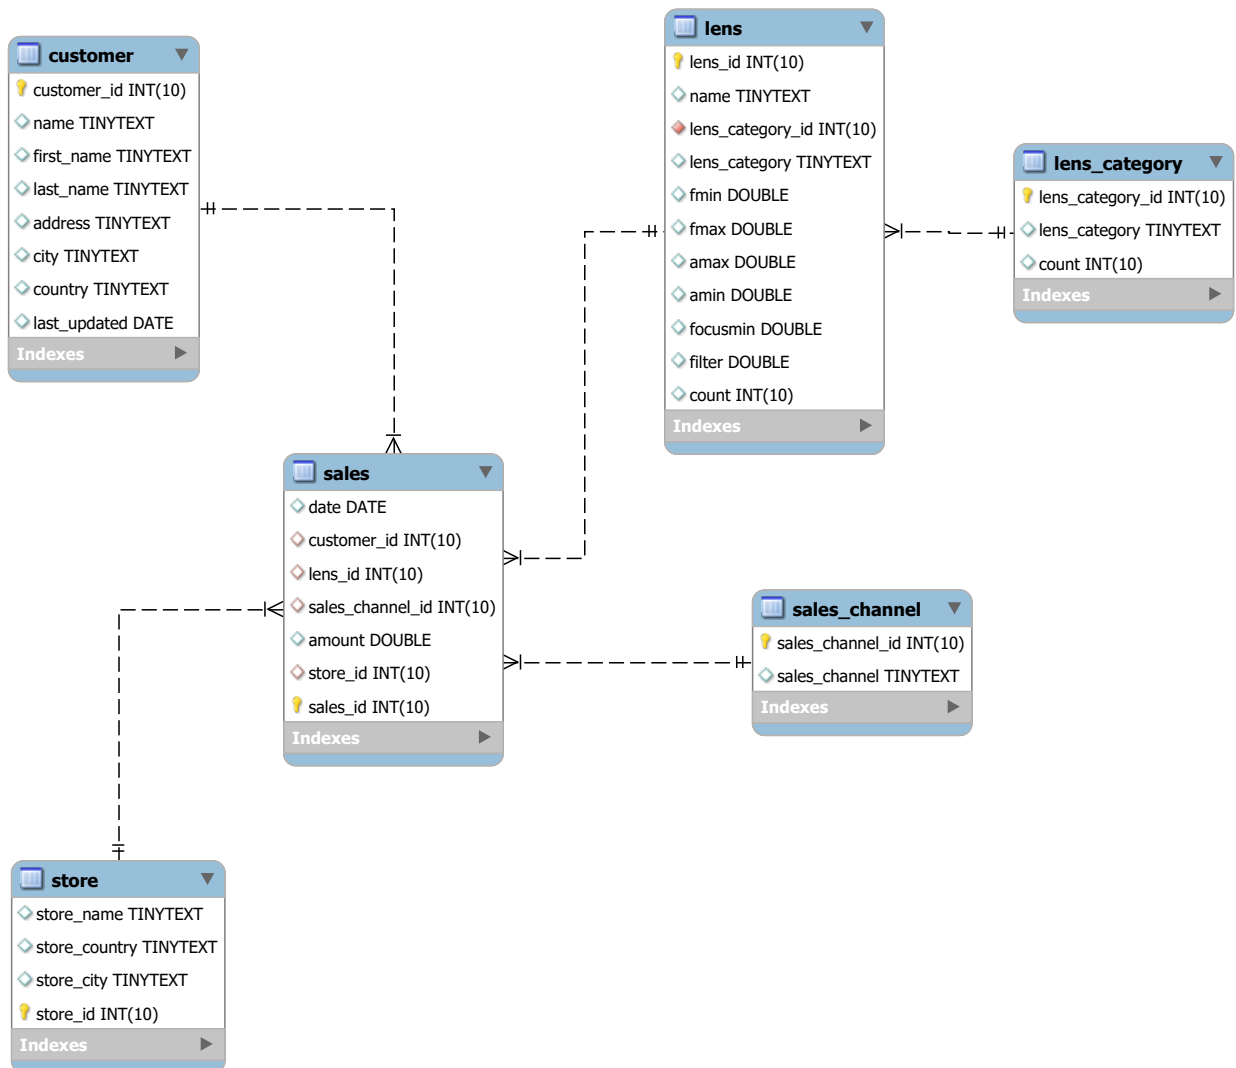 customer
customer_id INT(10)
name TINYTEXT
first_name TINYTEXT
last_name TINYTEXT
address TINYTEXT
city TINYTEXT
country TINYTEXT
last_updated DATE
Indexes
lens
lens_id INT(10)
name TINYTEXT
lens_category_id INT(10)
lens_category TINYTEXT
fmin DOUBLE
fmax DOUBLE
amax DOUBLE
amin DOUBLE
focusmin DOUBLE
filter DOUBLE
count INT(10)
Indexes
lens_category
lens_category_id INT(10)
lens_category TINYTEXT
count INT(10)
Indexes
sales
date DATE
customer_id INT(10)
lens_id INT(10)
sales_channel_id INT(10)
amount DOUBLE
store_id INT(10)
sales_id INT(10)
Indexes
sales_channel
sales_channel_id INT(10)
sales_channel TINYTEXT
Indexes
store
store_name TINYTEXT
store_country TINYTEXT
store_city TINYTEXT
store_id INT(10)
Indexes